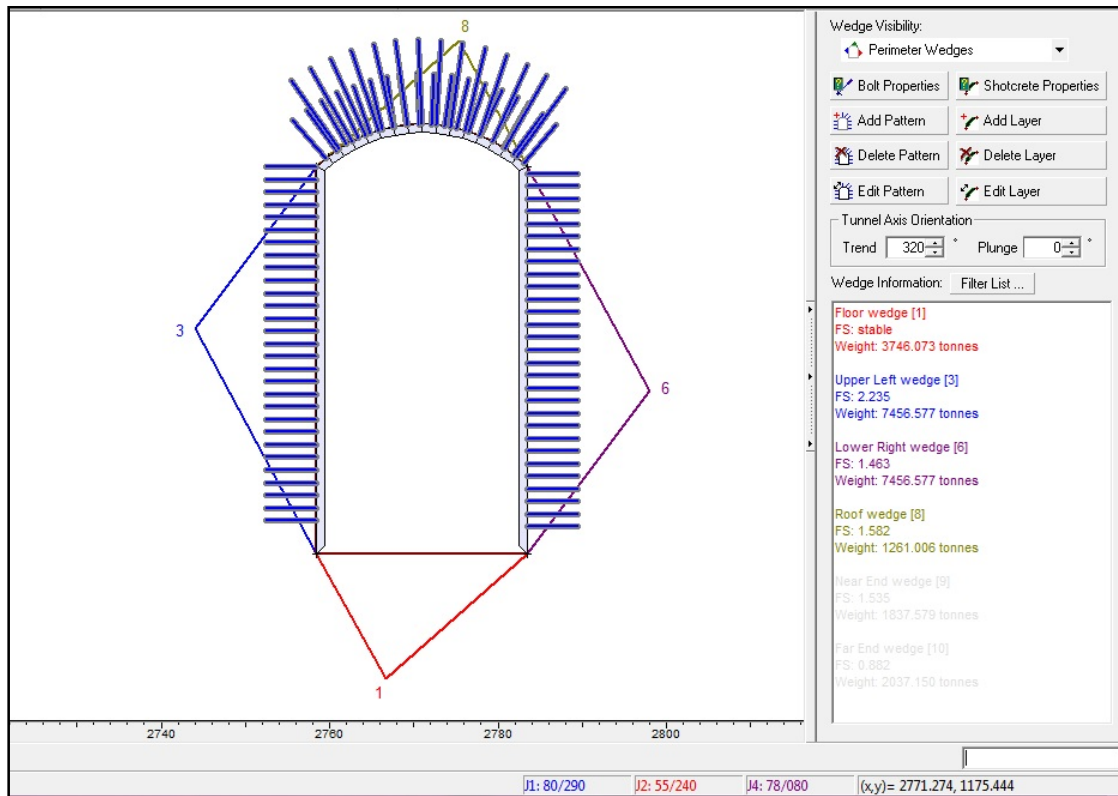 Wedge Visibility:
Perimeter Wedges
Bolt Properties
Shotcrete Properties
Add Pattern
Add Layer
Delete Pattern
Delete Layer
Edit Pattern
Edit Layer
Tunnel Axis Orientation
Trend 320 ° Plunge 0 °
Wedge Information: Filter List ...
Floor wedge [1]
FS: stable
Weight: 3746.073 tonnes
Upper Left wedge [3]
FS: 2.235
Weight: 7456.577 tonnes
Lower Right wedge [6]
FS: 1.463
Weight: 7456.577 tonnes
Roof wedge [8]
FS: 1.582
Weight: 1261.006 tonnes
Near End wedge [9]
FS: 1.535
Weight: 1837.579 tonnes
Far End wedge [10]
FS: 0.882
Weight: 2037.150 tonnes
8
3
6
1
2740 2760 2780 2800
J1: 80/290 J2: 55/240 J4: 78/080 (x,y)= 2771.274, 1175.444